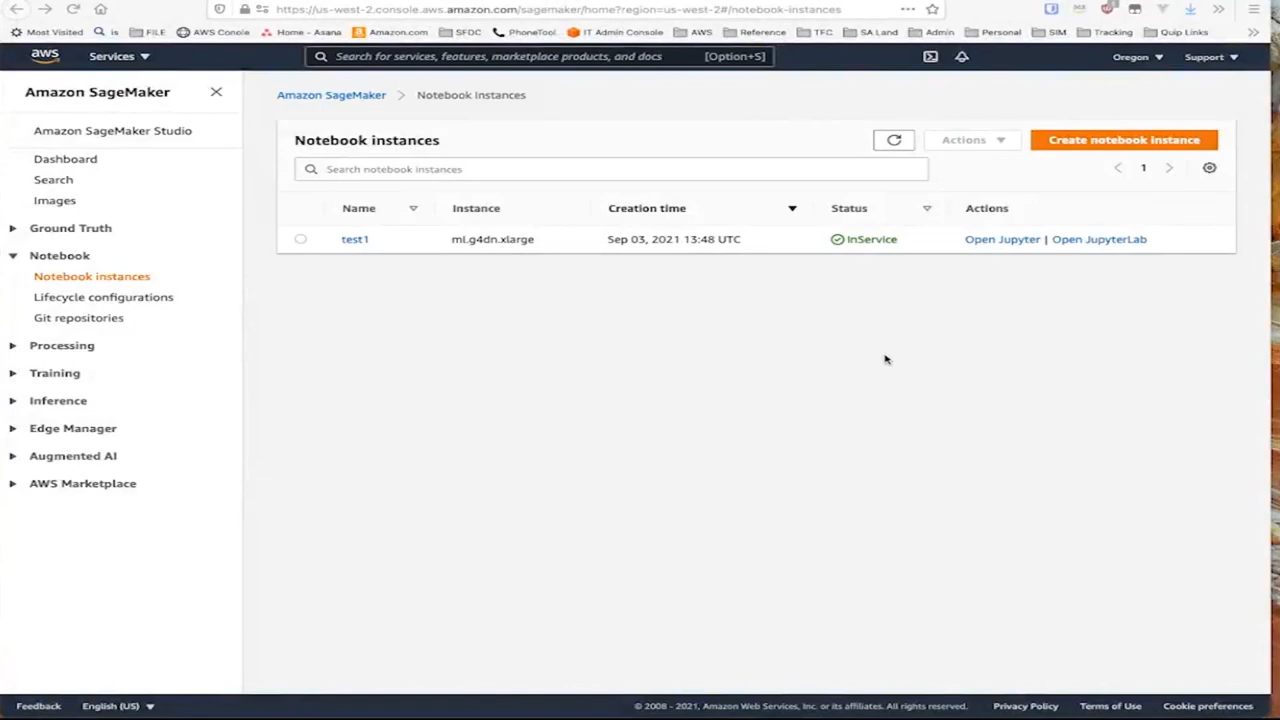 https://us-west-2.console.aws.amazon.com/sagemaker/home?region=us-west-2#/notebook-instances
Most Visited is FILE AWS Conole Home - Asana Amazon.com SFDC PhoneTool IT Admin Console AWS Reference TFC SA Land Admin Personal SIM Tracking Quip Links
aws Services Search for services, features, marketplace products, and docs [Option+S] Oregon Support
Amazon SageMaker
Amazon SageMaker Studio
Dashboard
Search
Images
Ground Truth
Notebook
Notebook instances
Lifecycle configurations
Git repositories
Processing
Training
Inference
Edge Manager
Augmented AI
AWS Marketplace
Amazon SageMaker > Notebook instances
Notebook instances Actions Create notebook instance
Search notebook instances 1
Name Instance Creation time Status Actions
test1 ml.g4dn.xlarge Sep 03, 2021 13:48 UTC InService Open Jupyter | Open JupyterLab
Feedback English (US) © 2008 - 2021, Amazon Web Services, Inc. or its affiliates. All rights reserved. Privacy Policy Terms of Use Cookie preferences